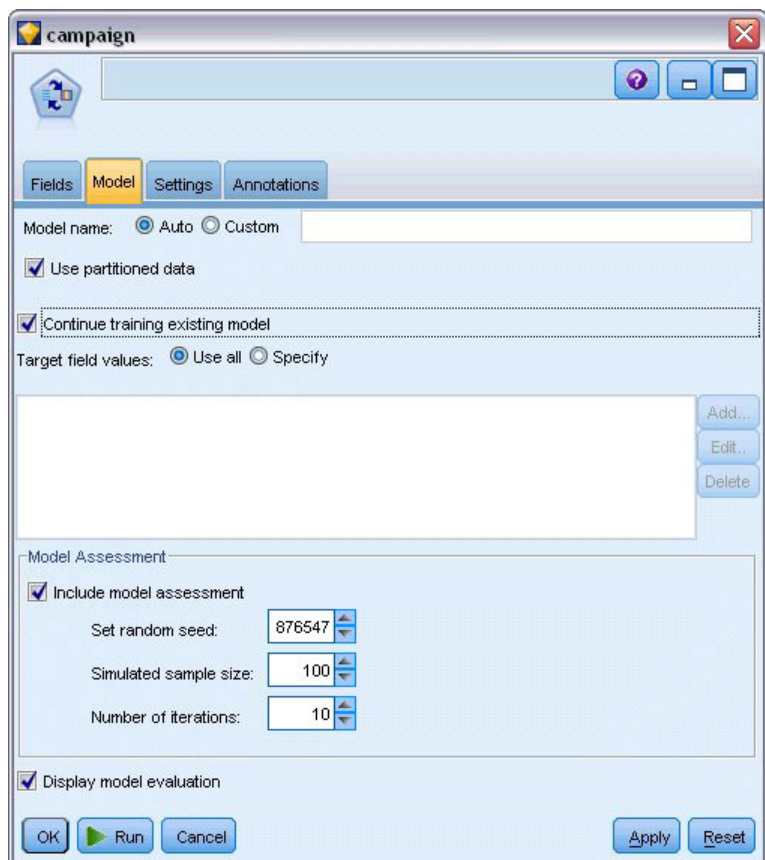 campaign
Fields Model Settings Annotations
Model name: Auto Custom
Use partitioned data
Continue training existing model
Target field values: Use all Specify
Add...
Edit..
Delete
Model Assessment
Include model assessment
Set random seed: 876547
Simulated sample size: 100
Number of iterations: 10
Display model evaluation
OK Run Cancel Apply Reset